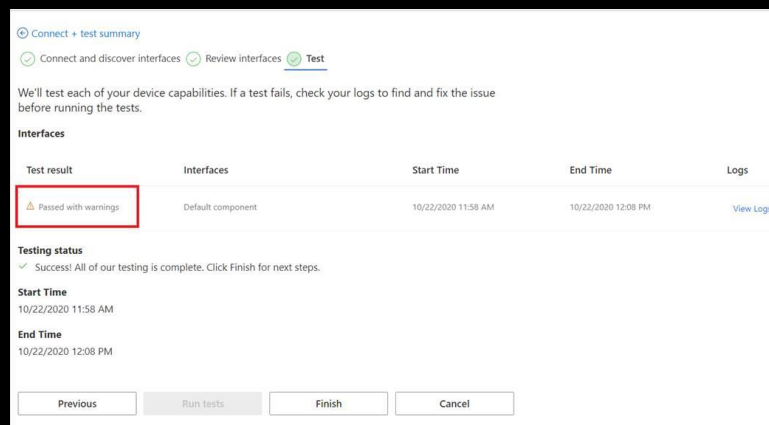 Connect + test summary
Connect and discover interfaces Review interfaces Test
We'll test each of your device capabilities. If a test fails, check your logs to find and fix the issue
before running the tests.
Interfaces
Test result Interfaces Start Time End Time Logs
Passed with warnings Default component 10/22/2020 11:58 AM 10/22/2020 12:08 PM View Logs
Testing status
Success! All of our testing is complete. Click Finish for next steps.
Start Time
10/22/2020 11:58 AM
End Time
10/22/2020 12:08 PM
Previous Run tests Finish Cancel